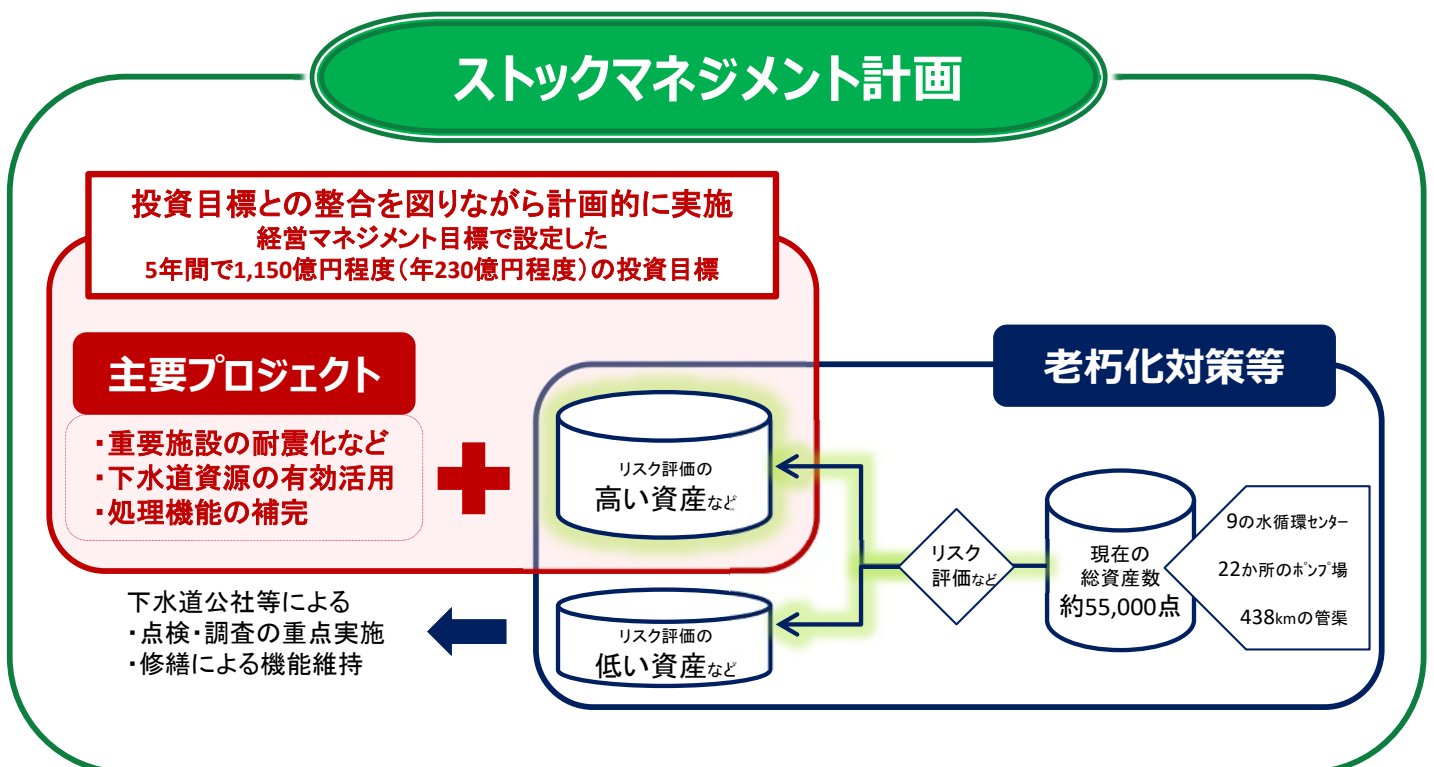 ストックマネジメント計画
投資目標との整合を図りながら計画的に実施
経営マネジメント目標で設定した
5年間で1,150億円程度（年230億円程度）の投資目標
主要プロジェクト
・重要施設の耐震化など
・下水道資源の有効活用
・処理機能の補完
老朽化対策等
リスク評価の
高い資産など
リスク
評価など
現在の
総資産数
約55,000点
9の水循環ｾﾝﾀｰ
22か所のﾎﾟﾝﾌﾟ場
438kmの管渠
リスク評価の
低い資産など
下水道公社等による
・点検・調査の重点実施
・修繕による機能維持